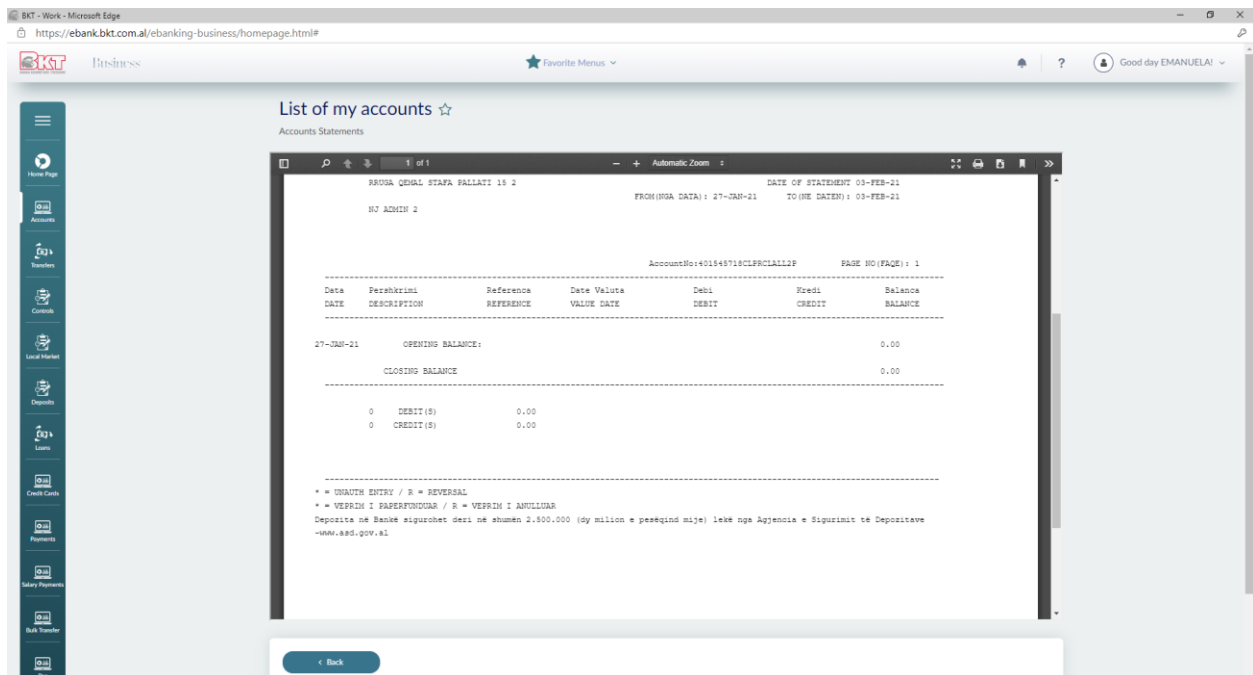 BKT - Work - Microsoft Edge
https://ebank.bkt.com.al/ebanking-business/homepage.html#
BKT Business Favorite Menus ? Good day EMANUELA!
List of my accounts
Accounts Statements
Home Page
Accounts
Transfers
Controls
Local Market
Deposits
Loans
Credit Cards
Payments
Salary Payments
Bulk Transfer
1 of 1 Automatic Zoom
RRUGA QEMAL STAFA PALLATI 15 2 DATE OF STATEMENT 03-FEB-21
FROM(NGA DATA): 27-JAN-21 TO(NE DATEN): 03-FEB-21
NJ ADMIN 2
AccountNo:401545718CLPRCLALL2P PAGE NO(FAQE): 1
Data Pershkrimi Referenca Date Valuta Debi Kredi Balanca
DATE DESCRIPTION REFERENCE VALUE DATE DEBIT CREDIT BALANCE
27-JAN-21 OPENING BALANCE: 0.00
CLOSING BALANCE 0.00
0 DEBIT(S) 0.00
0 CREDIT(S) 0.00
* = UNAUTH ENTRY / R = REVERSAL
* = VEPRIM I PAPERFUNDUAR / R = VEPRIM I ANULLUAR
Depozita në Bankë sigurohet deri në shumën 2.500.000 (dy milion e pesëqind mije) lekë nga Agjencia e Sigurimit të Depozitave
-www.asd.gov.al
< Back